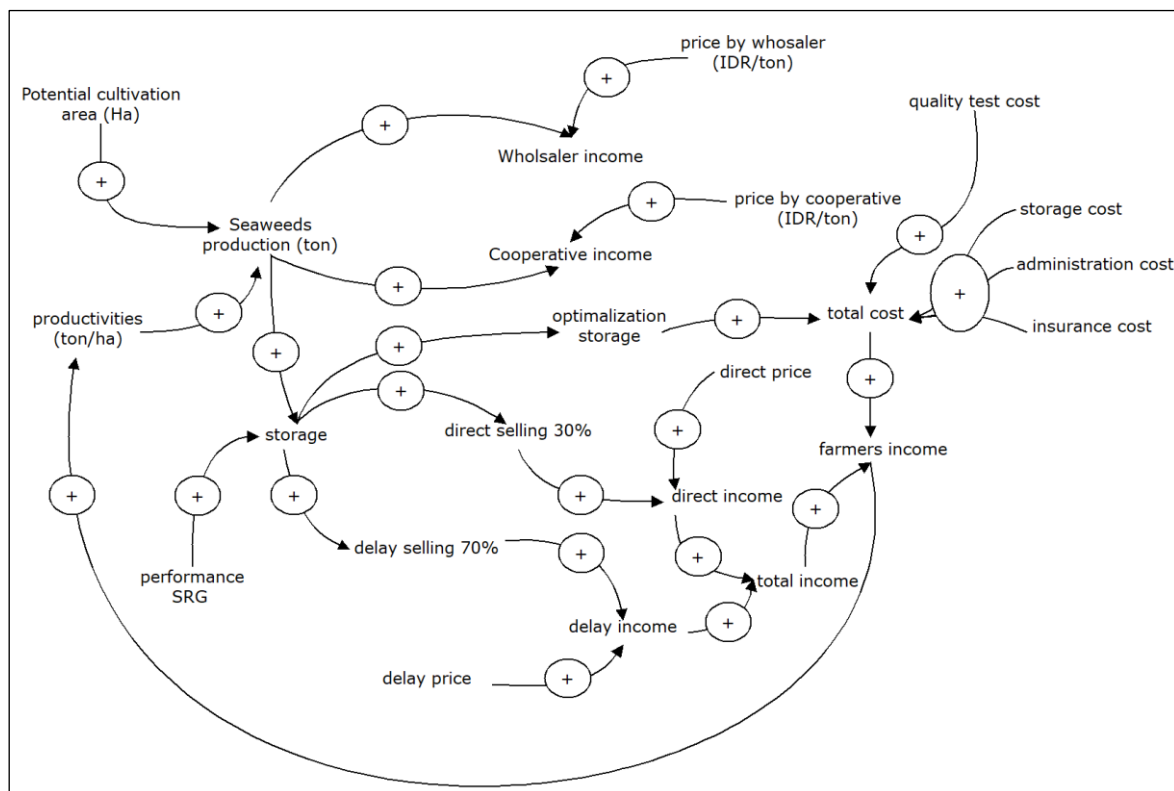 price by whosaler
(IDR/ton)
+
Potential cultivation
area (Ha)
quality test cost
+
Wholsaler income
+
+
price by cooperative
(IDR/ton)
storage cost
Seaweeds
production (ton)
+
Cooperative income
administration cost
+
+
productivities
(ton/ha)
+
optimalization
storage
+
total cost
insurance cost
+
+
direct price
+
+
storage
direct selling 30%
+
farmers income
+
+
+
+
direct income
+
delay selling 70%
+
+
total income
performance
SRG
delay income
+
delay price
+